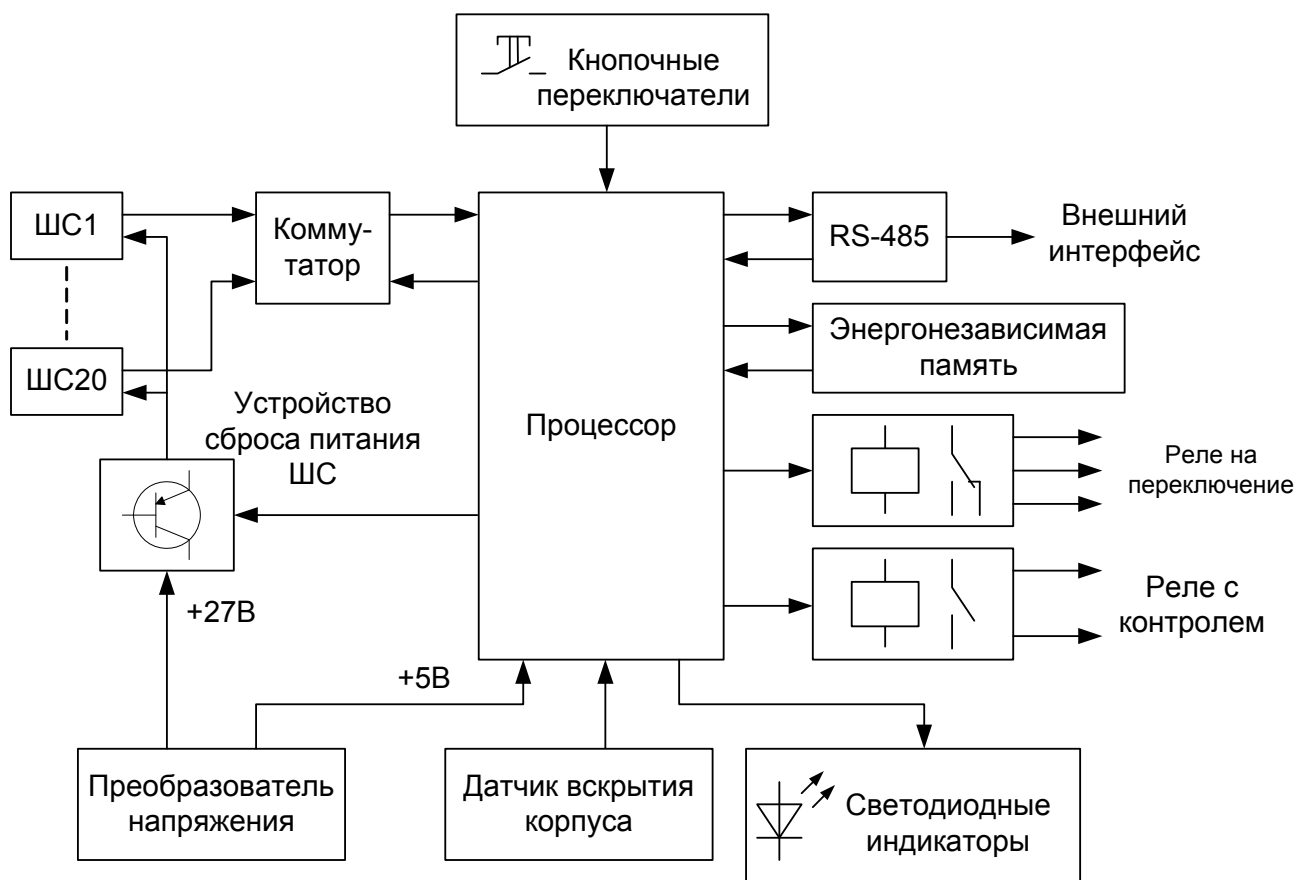 Кнопочные
переключатели
ШС1
Комму-
татор
RS-485
Внешний
интерфейс
Энергонезависимая
память
ШС20
Устройство
сброса питания
ШС
Процессор
Реле на
переключение
+27В
Реле с
контролем
+5В
Преобразователь
напряжения
Датчик вскрытия
корпуса
Светодиодные
индикаторы